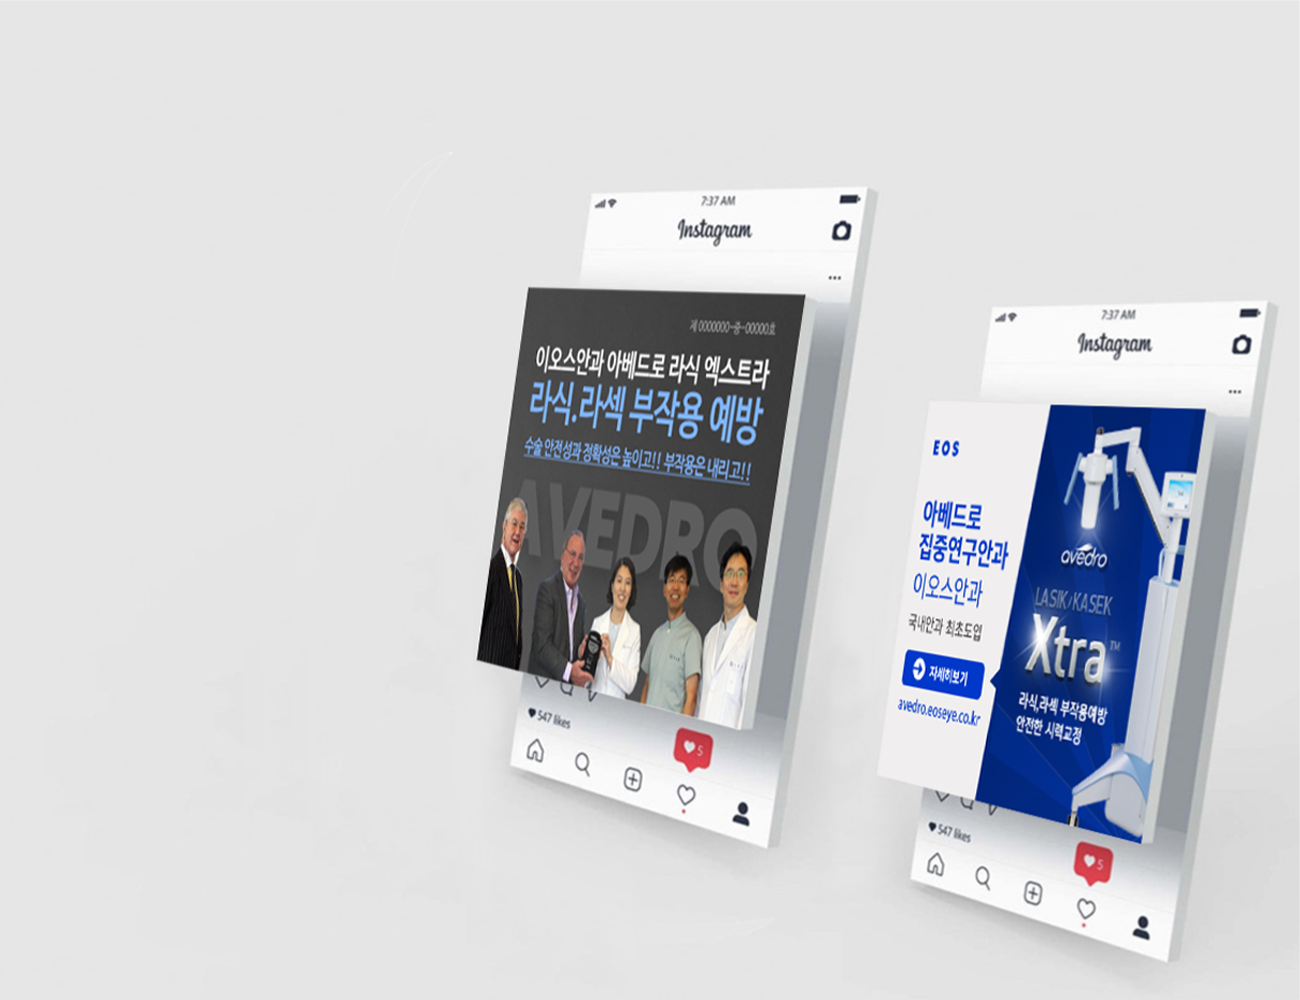 7:37 AM
Instagram
제 0000000-중-00000호
이오스안과 아베드로 라식 엑스트라
라식.라섹 부작용 예방
수술 안전성과 정확성은 높이고!! 부작용은 내리고!!
AVEDRO
547 likes
5
7:37 AM
Instagram
EOS
아베드로
집중연구안과
이오스안과
국내안과 최초도입
자세히보기
avedro.eoseye.co.kr
avedro
LASIK/KASEK
Xtra™
라식,라섹 부작용예방
안전한 시력교정
547 likes
5